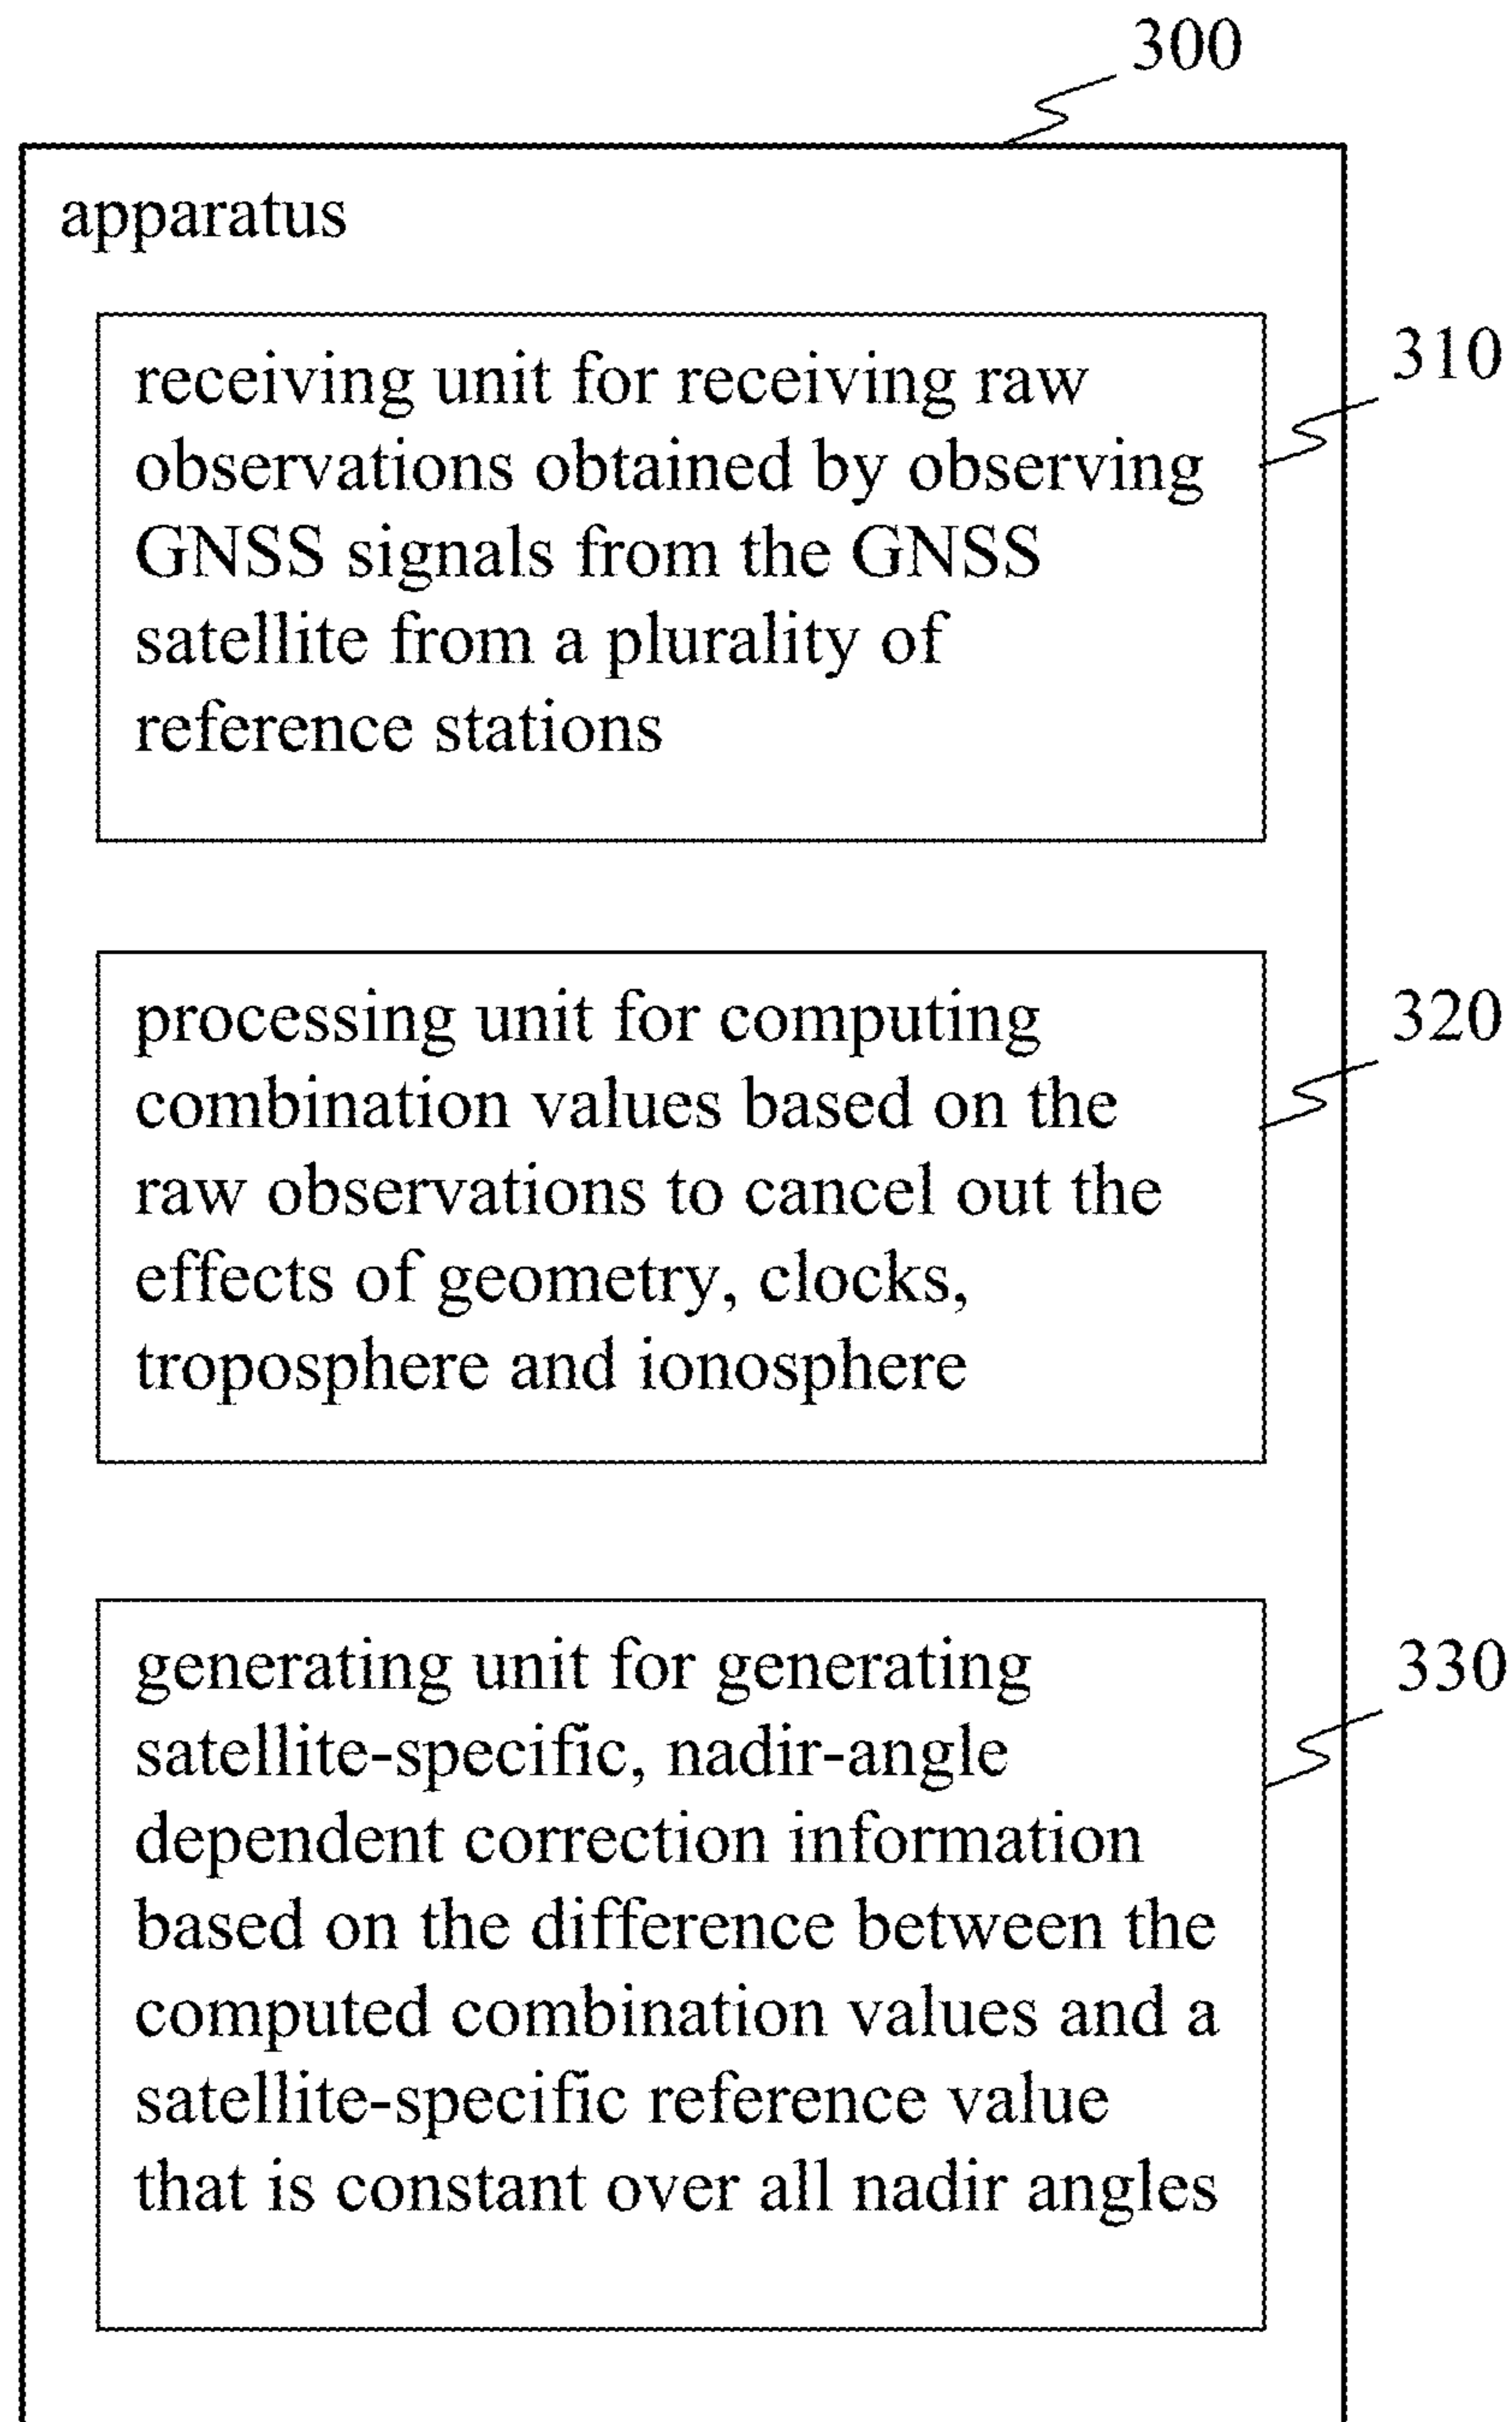 300
apparatus
310
receiving unit for receiving raw
observations obtained by observing
GNSS signals from the GNSS
satellite from a plurality of
reference stations
320
processing unit for computing
combination values based on the
raw observations to cancel out the
effects of geometry, clocks,
troposphere and ionosphere
330
generating unit for generating
satellite-specific, nadir-angle
dependent correction information
based on the difference between the
computed combination values and a
satellite-specific reference value
that is constant over all nadir angles